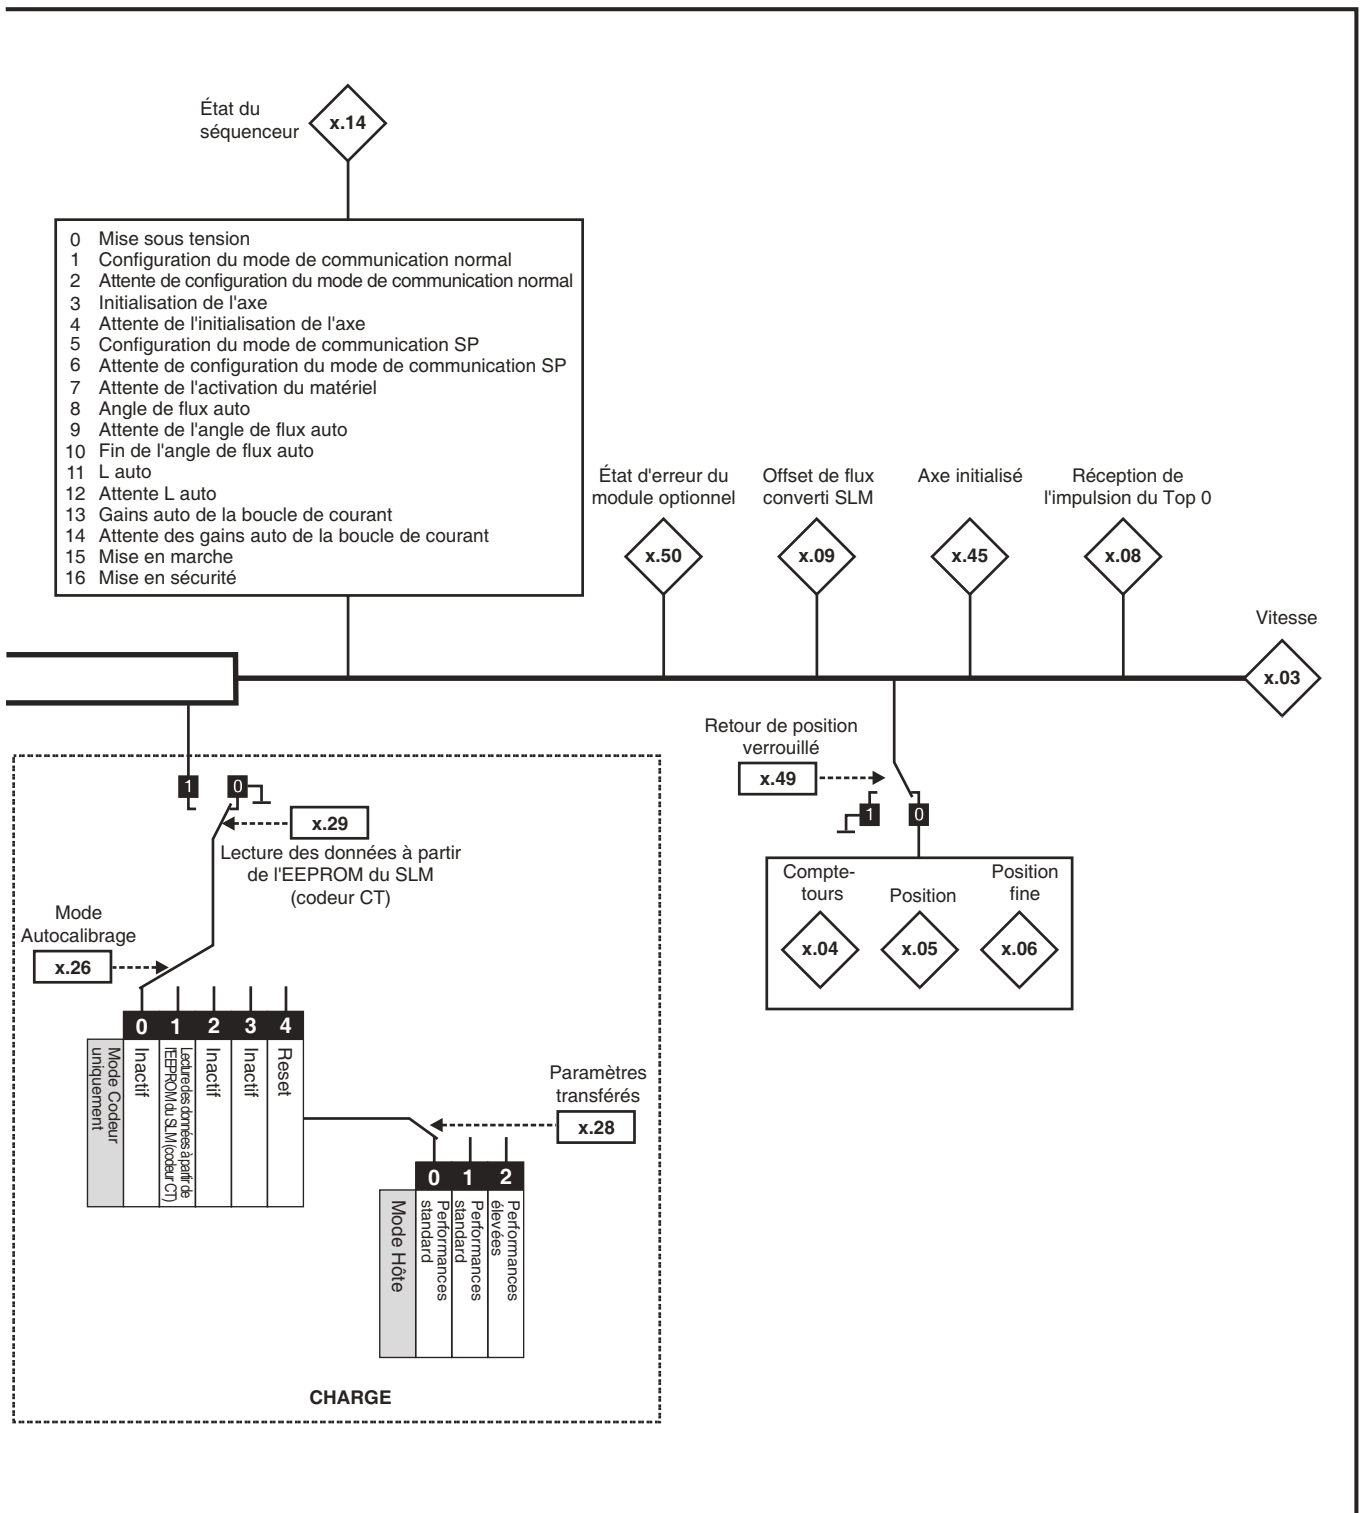 État du
séquenceur
x.14
0 Mise sous tension
1 Configuration du mode de communication normal
2 Attente de configuration du mode de communication normal
3 Initialisation de l'axe
4 Attente de l'initialisation de l'axe
5 Configuration du mode de communication SP
6 Attente de configuration du mode de communication SP
7 Attente de l'activation du matériel
8 Angle de flux auto
9 Attente de l'angle de flux auto
10 Fin de l'angle de flux auto
11 L auto
12 Attente L auto
13 Gains auto de la boucle de courant
14 Attente des gains auto de la boucle de courant
15 Mise en marche
16 Mise en sécurité
État d'erreur du
module optionnel
x.50
Offset de flux
converti SLM
x.09
Axe initialisé
x.45
Réception de
l'impulsion du Top 0
x.08
Vitesse
x.03
Retour de position
verrouillé
x.49
1 0
Compte-
tours
x.04
Position
x.05
Position
fine
x.06
1 0
x.29
Lecture des données à partir
de l'EEPROM du SLM
(codeur CT)
Mode
Autocalibrage
x.26
0 1 2 3 4
Mode Codeur
uniquement
Inactif
Lecture des données à partir de
l'EEPROM du SLM (codeur CT)
Inactif
Inactif
Reset
Paramètres
transférés
x.28
0 1 2
Mode Hôte
Performances
standard
Performances
standard
Performances
élevées
CHARGE